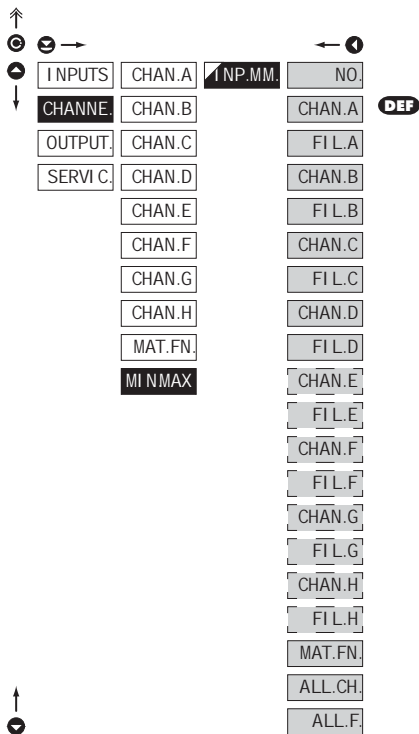 INPUTS CHAN.A INP.MM. NO.
CHANNE. CHAN.B CHAN.A DEF
OUTPUT. CHAN.C FIL.A
SERVIC. CHAN.D CHAN.B
CHAN.E FIL.B
CHAN.F CHAN.C
CHAN.G FIL.C
CHAN.H CHAN.D
MAT.FN. FIL.D
MINMAX CHAN.E
FIL.E
CHAN.F
FIL.F
CHAN.G
FIL.G
CHAN.H
FIL.H
MAT.FN.
ALL.CH.
ALL.F.